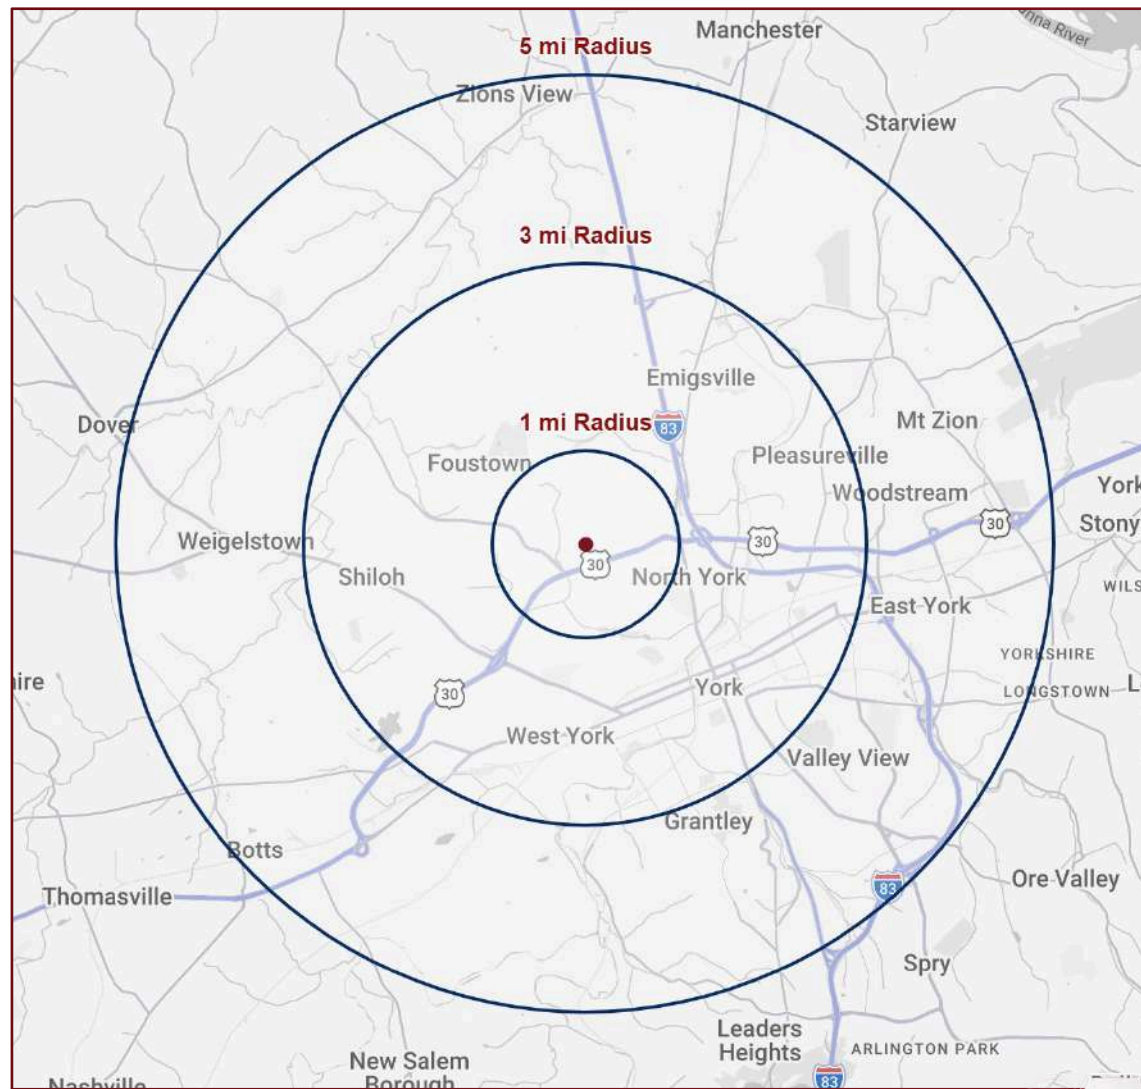 Manchester
unna River
5 mi Radius
Zions View
Starview
3 mi Radius
Emigsville
1 mi Radius
83
Mt Zion
Dover
Pleasureville
Foustown
Woodstream
York
30
Stony
Weigelstown
30
30
North York
Shiloh
WILS
East York
YORKSHIRE
ire
York
LONGSTOWN
L
30
West York
Valley View
Grantley
Botts
Ore Valley
83
Thomasville
Spry
Leaders
Heights
ARLINGTON PARK
New Salem
Borough
83
Nashville